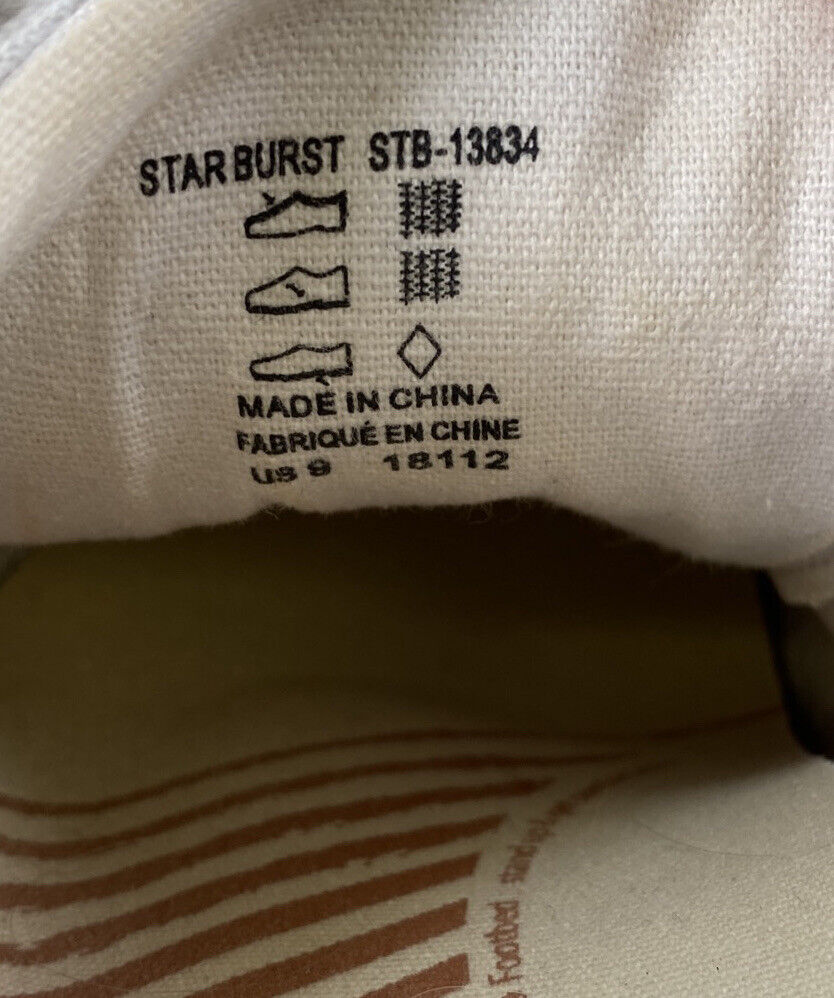 STAR BURST STB-13834
MADE IN CHINA
FABRIQUÉ EN CHINE
US 9 18112
Footbed